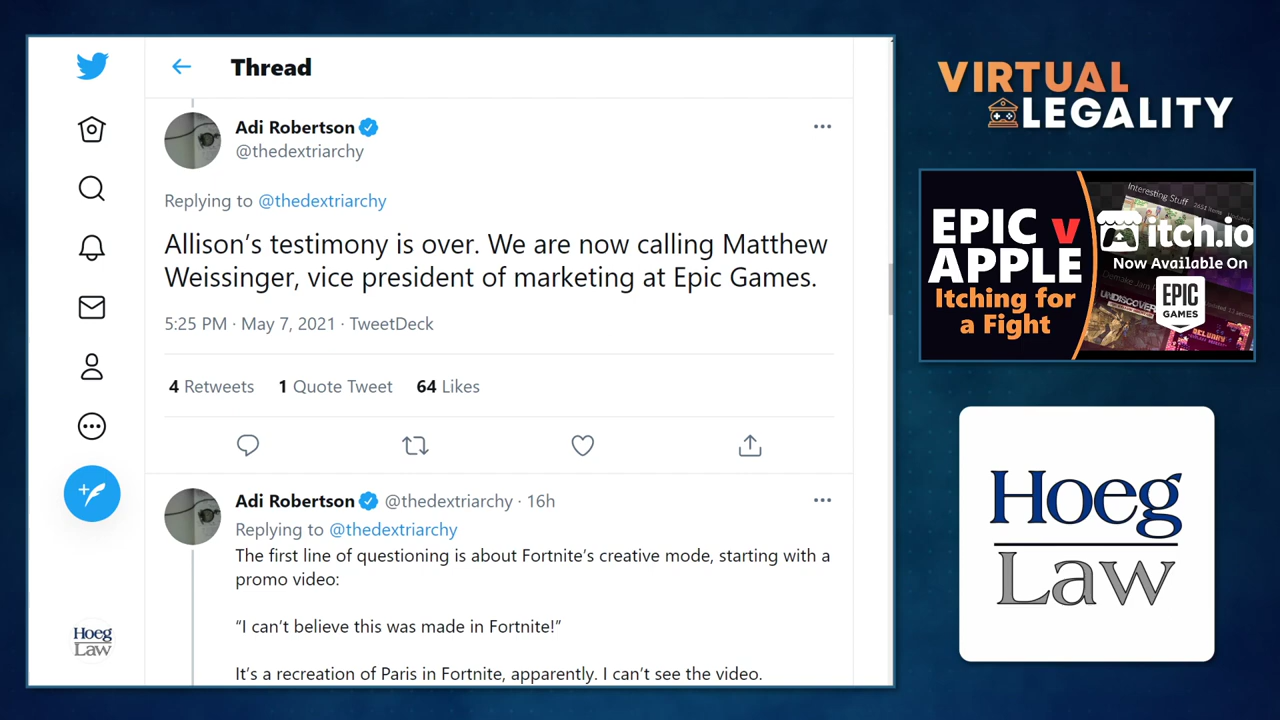 Thread
Adi Robertson
@thedextriarchy
Replying to @thedextriarchy
Allison's testimony is over. We are now calling Matthew
Weissinger, vice president of marketing at Epic Games.
5:25 PM · May 7, 2021 · TweetDeck
4 Retweets 1 Quote Tweet 64 Likes
Adi Robertson @thedextriarchy · 16h
Replying to @thedextriarchy
The first line of questioning is about Fortnite's creative mode, starting with a
promo video:
“I can't believe this was made in Fortnite!”
It's a recreation of Paris in Fortnite, apparently. I can't see the video.
Hoeg
Law
VIRTUAL
LEGALITY
EPIC v
APPLE
Itching for
a Fight
Interesting Stuff
itch.io
Now Available On
EPIC
GAMES
Hoeg
Law